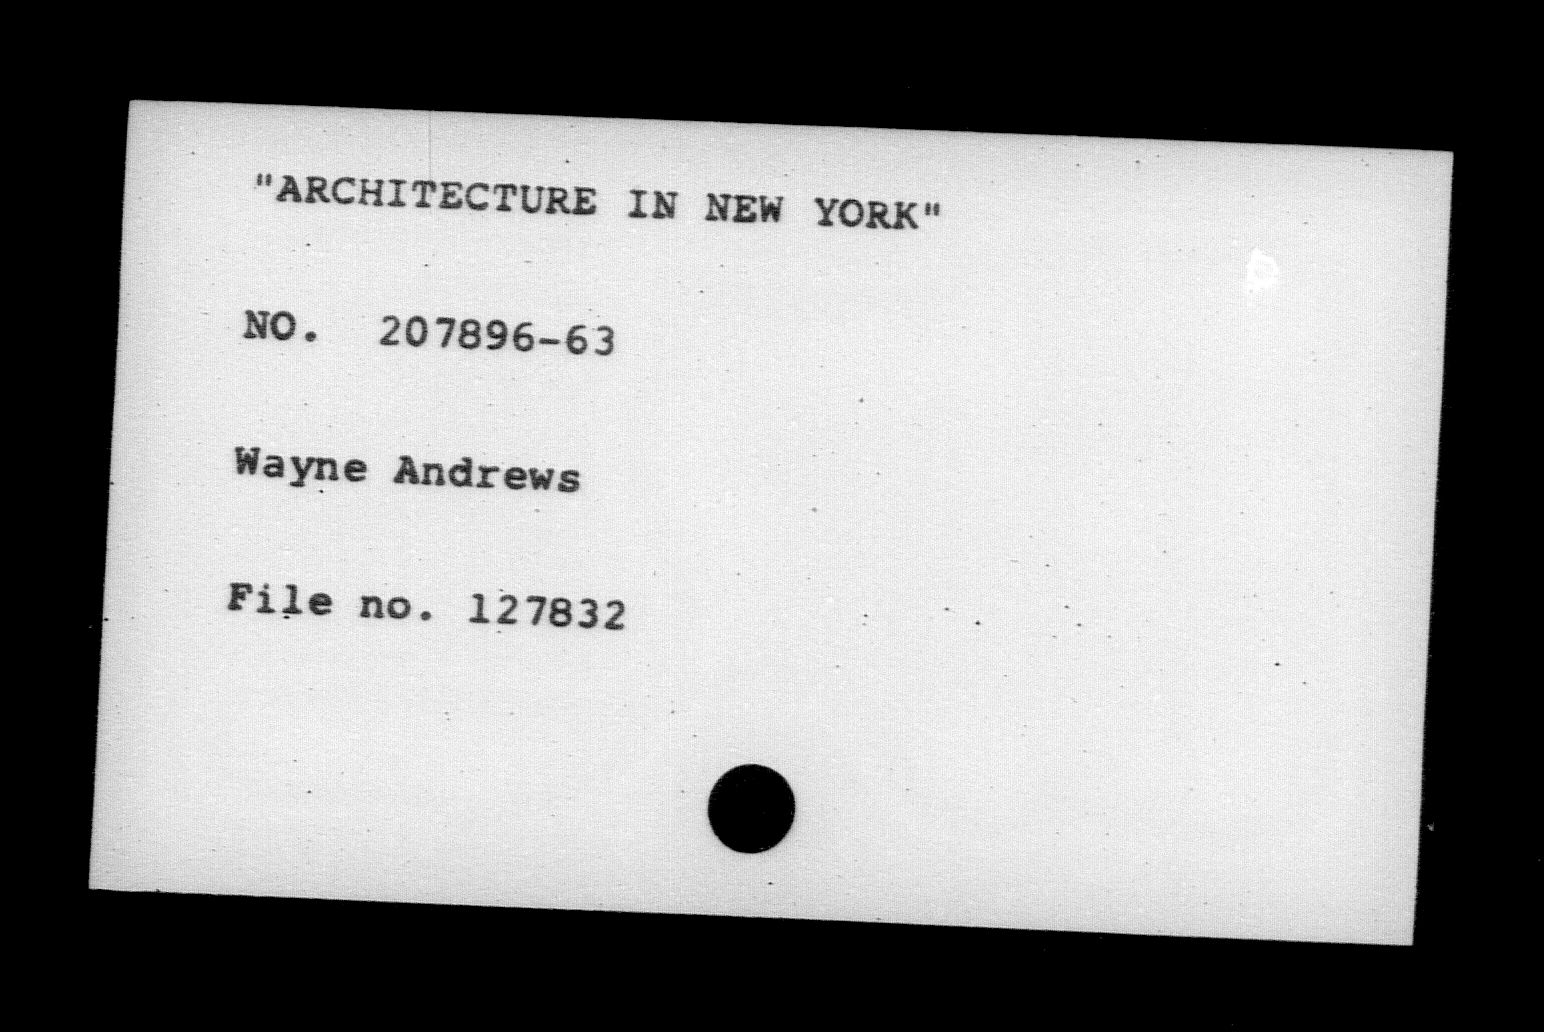 "ARCHITECTURE IN NEW YORK"
NO. 207896-63
Wayne Andrews
File no. 127832